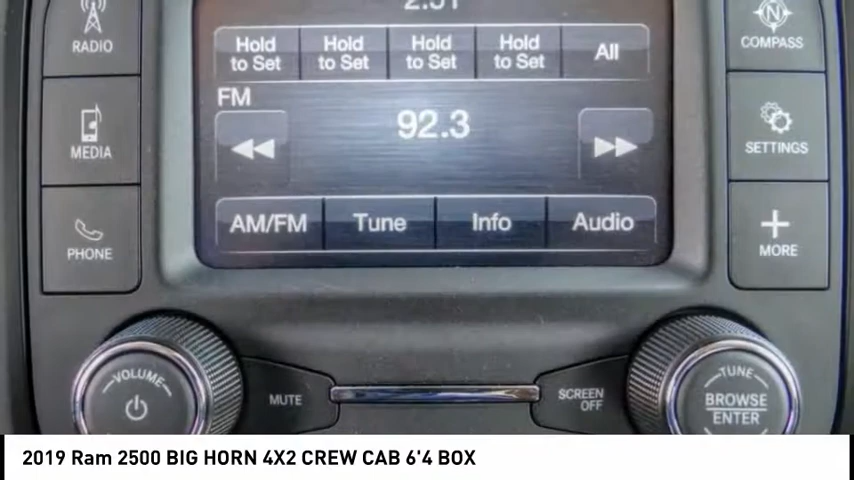 RADIO
MEDIA
PHONE
Hold
to Set
Hold
to Set
Hold
to Set
Hold
to Set
All
FM
92.3
AM/FM
Tune
Info
Audio
COMPASS
SETTINGS
MORE
VOLUME
MUTE
SCREEN
OFF
TUNE
BROWSE
ENTER
2019 Ram 2500 BIG HORN 4X2 CREW CAB 6'4 BOX